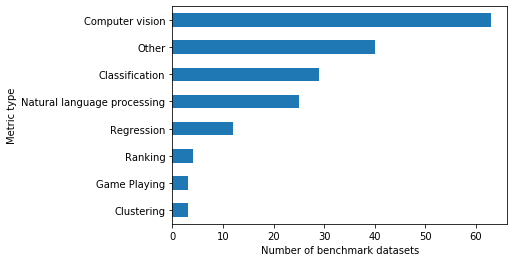 Metric type
Computer vision
Other
Classification
Natural language processing
Regression
Ranking
Game Playing
Clustering
0 10 20 30 40 50 60
Number of benchmark datasets